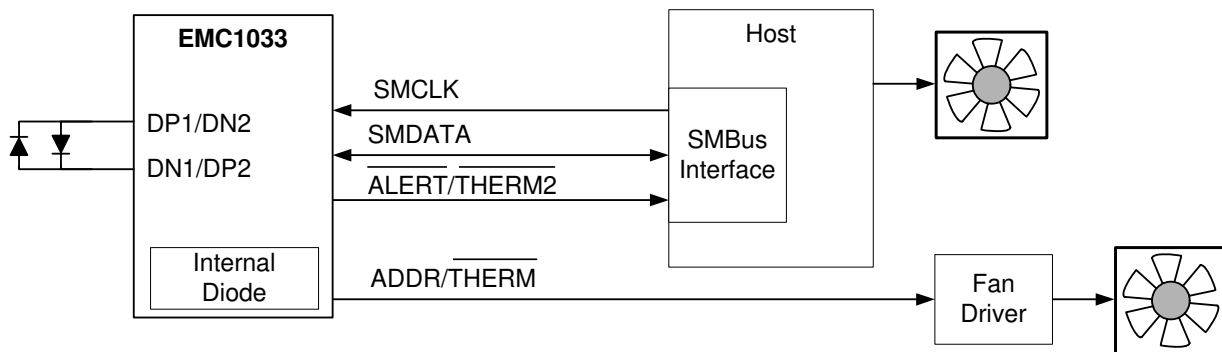 EMC1033
Host
SMCLK
DP1/DN2
SMDATA
SMBus
Interface
DN1/DP2
ALERT/THERM2
Internal
Diode
ADDR/THERM
Fan
Driver